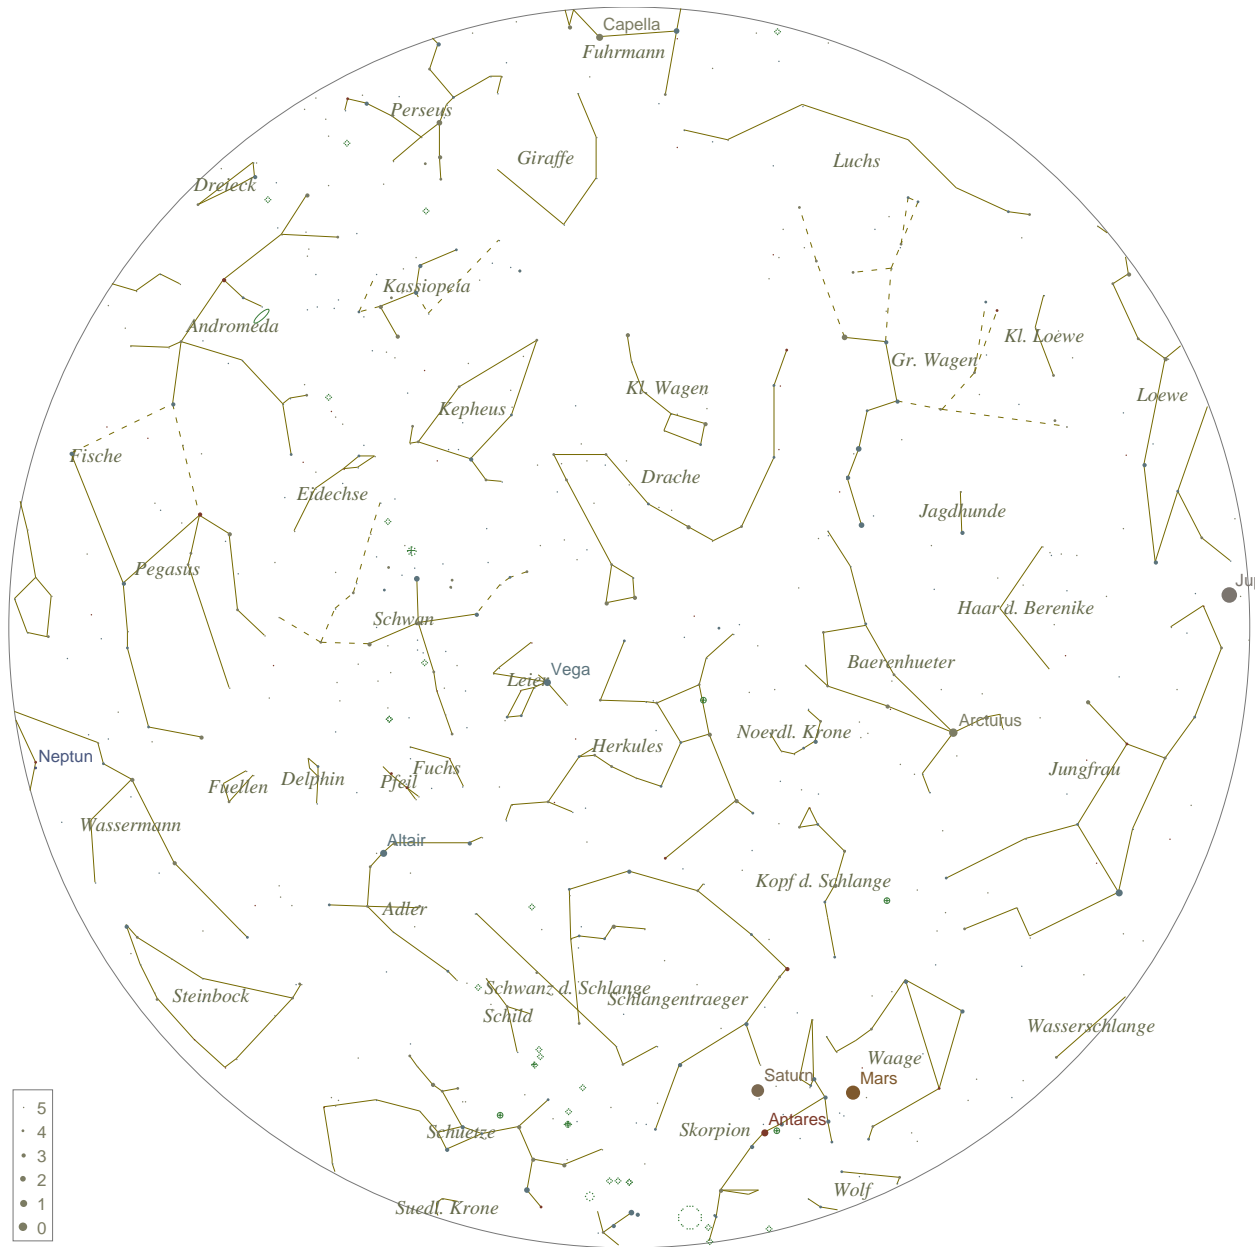 Capella
Fuhrmann
Perseus
Giraffe
Luchs
Dreieck
Kassiopeia
Andromeda
Kl. Loewe
Gr. Wagen
Kl. Wagen
Loewe
Kepheus
Fische
Drache
Eidechse
Jagdhunde
Pegasus
Jup
Haar d. Berenike
Schwan
Baerenhueter
Vega
Leier
Arcturus
Noerdl. Krone
Herkules
Neptun
Fuchs
Jungfrau
Delphin
Pfeil
Fuellen
Wassermann
Altair
Kopf d. Schlange
Adler
Schwanz d. Schlange
Steinbock
Schlangentraeger
Schild
Wasserschlange
Waage
Saturn
Mars
Antares
Schuetze
Skorpion
Wolf
Suedl. Krone
5
4
3
2
1
0